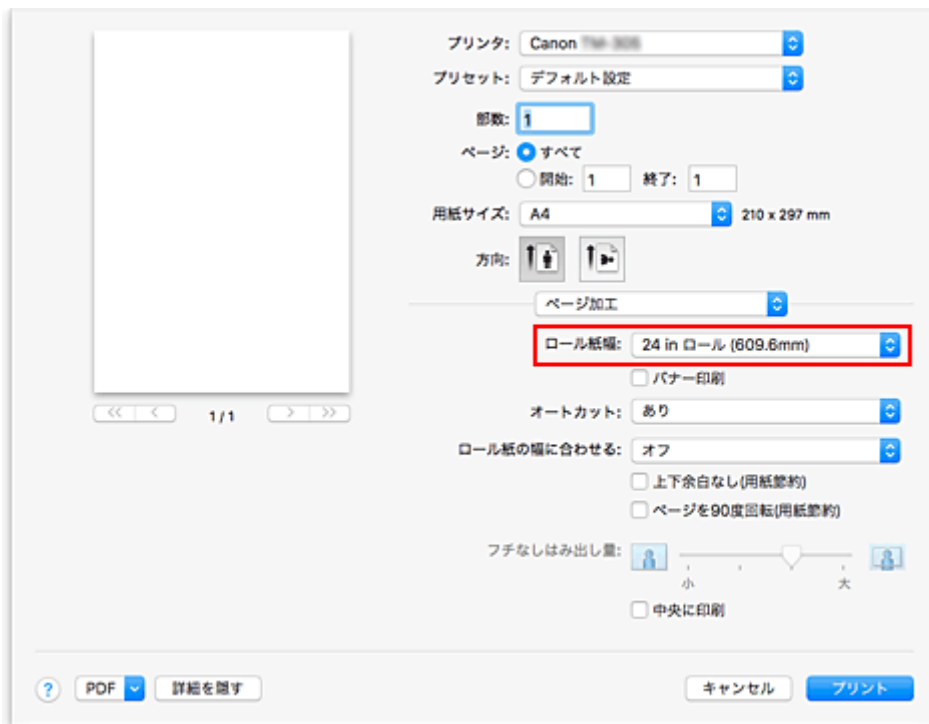 プリンタ: Canon
プリセット: デフォルト設定
部数: 1
ページ: すべて
開始: 1 終了: 1
用紙サイズ: A4 210 x 297 mm
方向:
ページ加工
ロール紙幅: 24 in ロール (609.6mm)
バナー印刷
オートカット: あり
ロール紙の幅に合わせる: オフ
上下余白なし(用紙節約)
ページを90度回転(用紙節約)
フチなしはみ出し量:
小 大
中央に印刷
1/1
? PDF 詳細を隠す キャンセル プリント